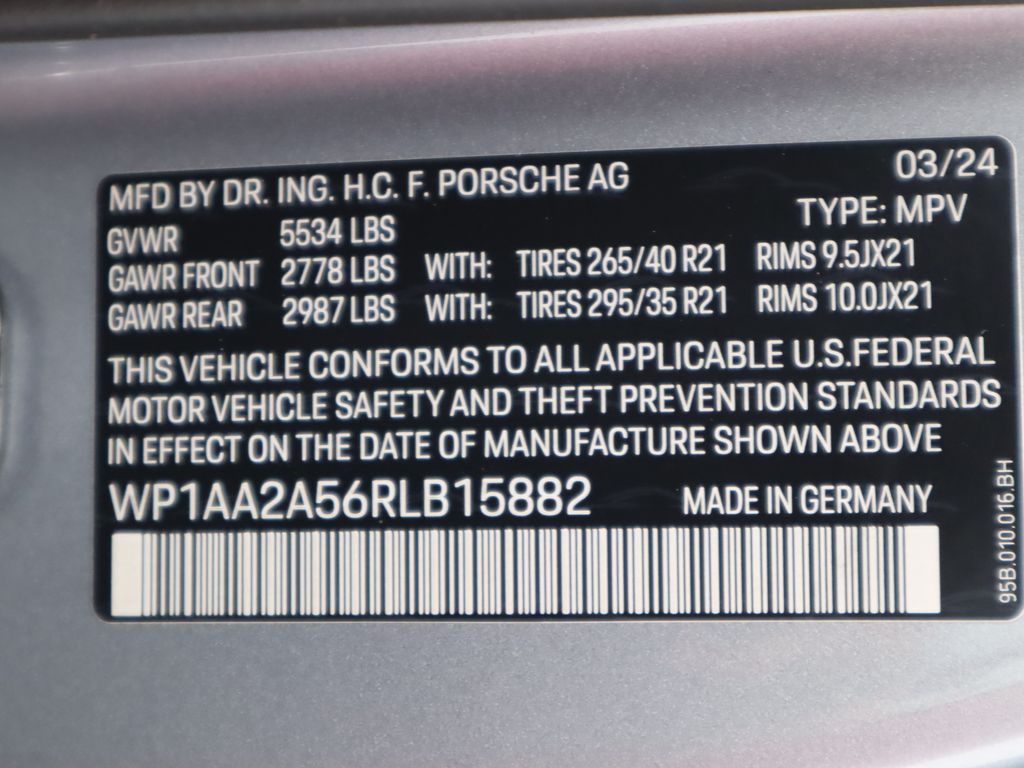 03/24
MFD BY DR. ING. H.C. F. PORSCHE AG
TYPE: MPV
GVWR 5534 LBS
GAWR FRONT 2778 LBS WITH: TIRES 265/40 R21 RIMS 9.5JX21
GAWR REAR 2987 LBS WITH: TIRES 295/35 R21 RIMS 10.0JX21
THIS VEHICLE CONFORMS TO ALL APPLICABLE U.S.FEDERAL
MOTOR VEHICLE SAFETY AND THEFT PREVENTION STANDARDS
IN EFFECT ON THE DATE OF MANUFACTURE SHOWN ABOVE
WP1AA2A56RLB15882 MADE IN GERMANY
95B.010.016.BH